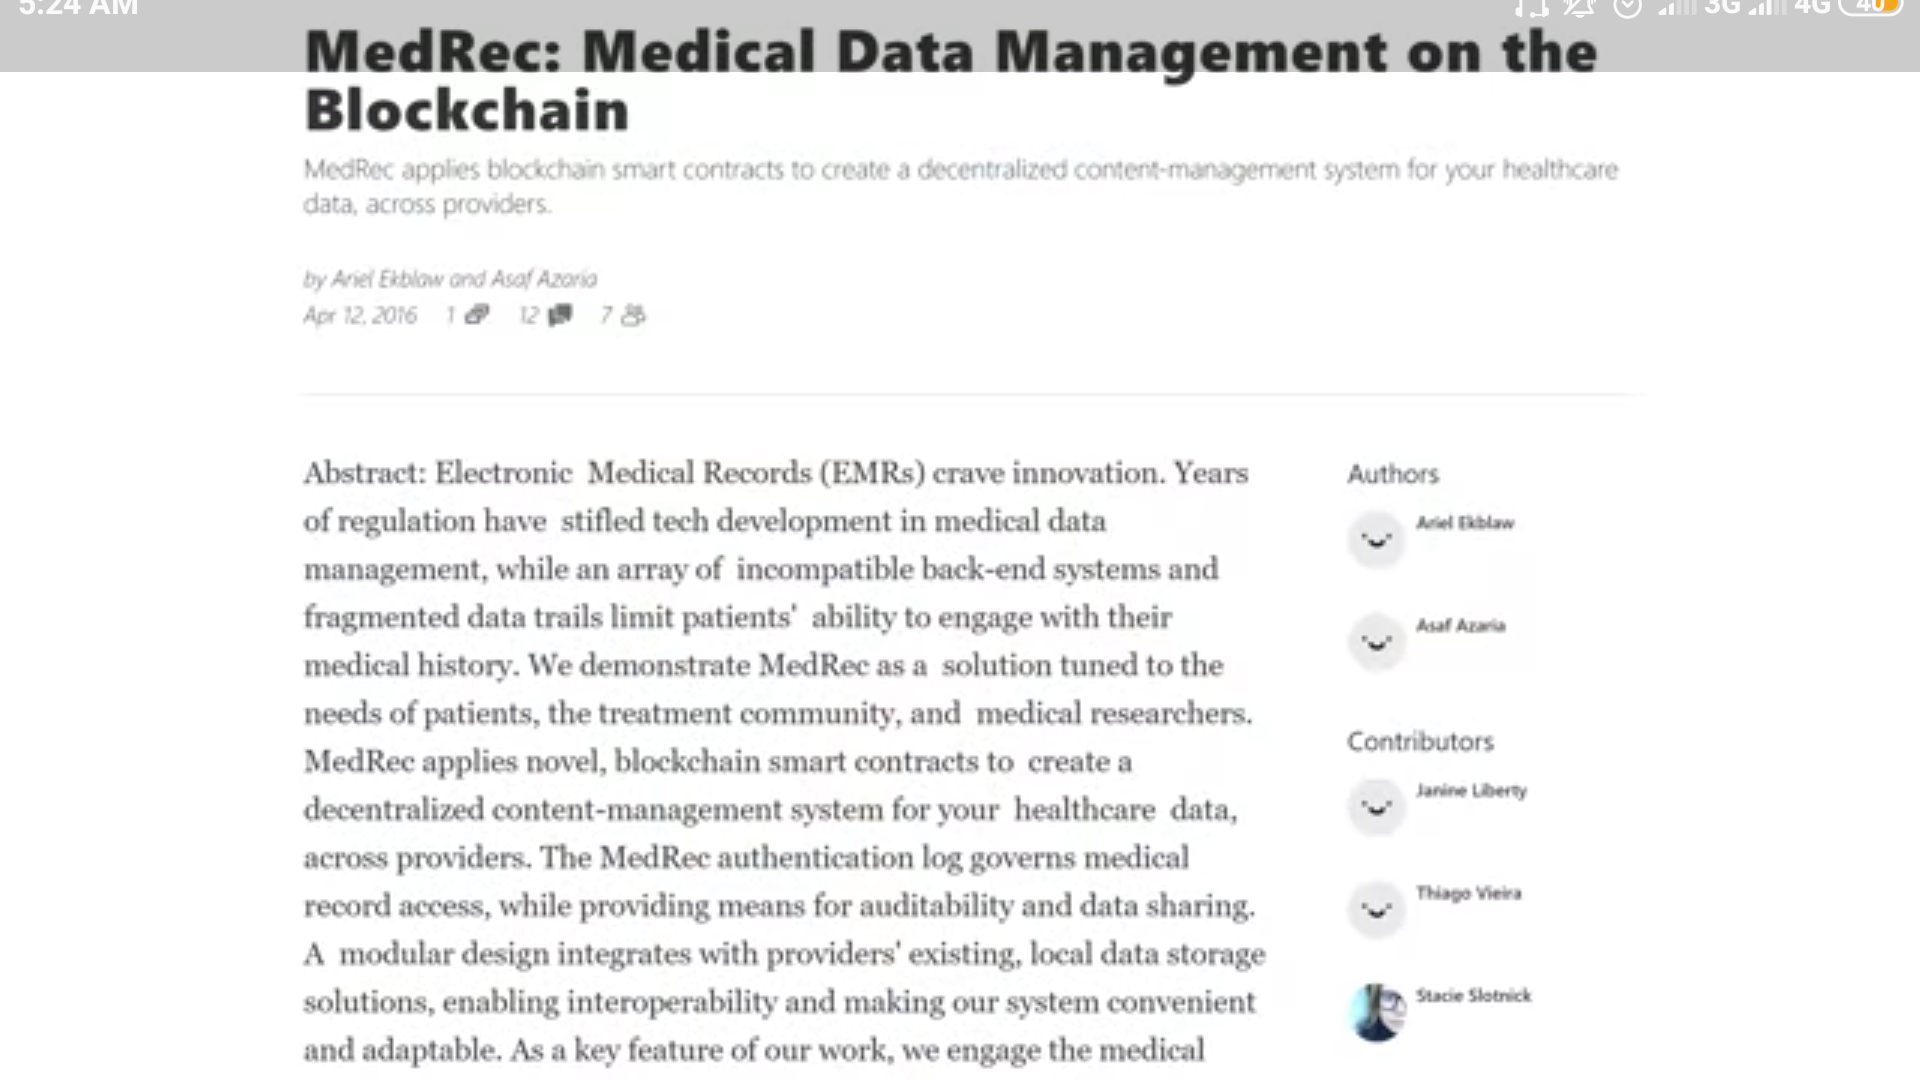 5:24 AM
3G
4G
40
MedRec: Medical Data Management on the
Blockchain
MedRec applies blockchain smart contracts to create a decentralized content-management system for your healthcare
data, across providers.
by Ariel Ekblaw and Asaf Azaria
Apr 12, 2016 1 12 7
Abstract: Electronic Medical Records (EMRs) crave innovation. Years
of regulation have stifled tech development in medical data
management, while an array of incompatible back-end systems and
fragmented data trails limit patients' ability to engage with their
medical history. We demonstrate MedRec as a solution tuned to the
needs of patients, the treatment community, and medical researchers.
MedRec applies novel, blockchain smart contracts to create a
decentralized content-management system for your healthcare data,
across providers. The MedRec authentication log governs medical
record access, while providing means for auditability and data sharing.
A modular design integrates with providers' existing, local data storage
solutions, enabling interoperability and making our system convenient
and adaptable. As a key feature of our work, we engage the medical
Authors
Ariel Ekblaw
Asaf Azaria
Contributors
Janine Liberty
Thiago Vieira
Stacie Slotnick